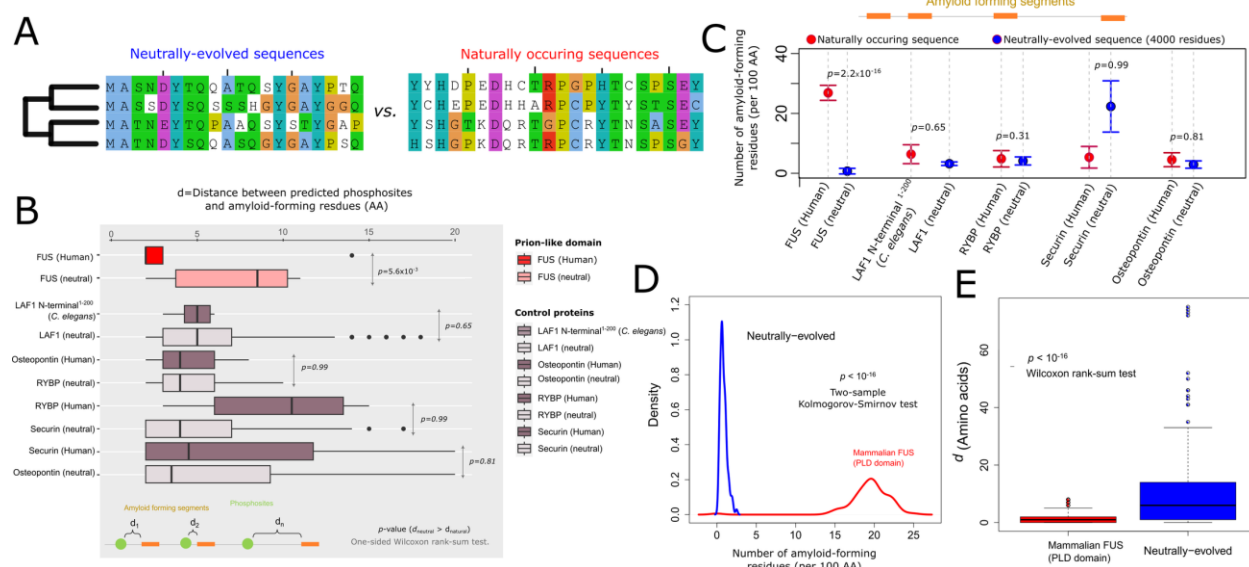 A
Neutrally-evolved sequences
Naturally occuring sequences
MASNDYTQQATQSYGAYPTQ
MASSDYSQSSSHGYGAYGGQ
MATNEYTQPAAQSYSTYGAP
MATNEYSQQASQGYGAYPSQ
vs.
YYHDPEDHCTRPGPHTCSPSEY
YCHEPEDHHARPCPYTYSTSEC
YSHGTKDQRTGPCRYTNSASEY
HSHGPKDQRTRPCRYTNSPSGY
B
d=Distance between predicted phosphosites
and amyloid-forming resdues (AA)
0 5 10 15 20
FUS (Human)
FUS (neutral)
LAF1 N-terminal1-200
(C. elegans)
LAF1 (neutral)
Osteopontin (Human)
RYBP (neutral)
RYBP (Human)
Securin (neutral)
Securin (Human)
Osteopontin (neutral)
p=5.6x10-3
p=0.65
p=0.99
p=0.99
p=0.81
Prion-like domain
FUS (Human)
FUS (neutral)
Control proteins
LAF1 N-terminal1-200 (C. elegans)
LAF1 (neutral)
Osteopontin (Human)
Osteopontin (neutral)
RYBP (Human)
RYBP (neutral)
Securin (Human)
Securin (neutral)
Phosphosites
Amyloid forming segments
d1 d2 dn
p-value (dneutral > dnatural)
One-sided Wilcoxon rank-sum test.
C
Amyloid forming segments
Naturally occuring sequence
Neutrally-evolved sequence (4000 residues)
Number of amyloid-forming
residues (per 100 AA)
0 20 40
p=2.2x10-16
p=0.65
p=0.31
p=0.99
p=0.81
FUS (Human)
FUS (neutral)
LAF1 N-terminal 1-200
(C. elegans)
LAF1 (neutral)
RYBP (Human)
RYBP (neutral)
Securin (Human)
Securin (neutral)
Osteopontin (Human)
Osteopontin (neutral)
D
Density
0.0 0.2 0.4 0.6 0.8 1.0 1.2
Neutrally−evolved
p < 10-16
Two-sample
Kolmogorov-Smirnov test
Mammalian FUS
(PLD domain)
0 5 10 15 20 25
Number of amyloid-forming
residues (per 100 AA)
E
d (Amino acids)
0 20 40 60
p < 10-16
Wilcoxon rank-sum test
Mammalian FUS
(PLD domain)
Neutrally−evolved